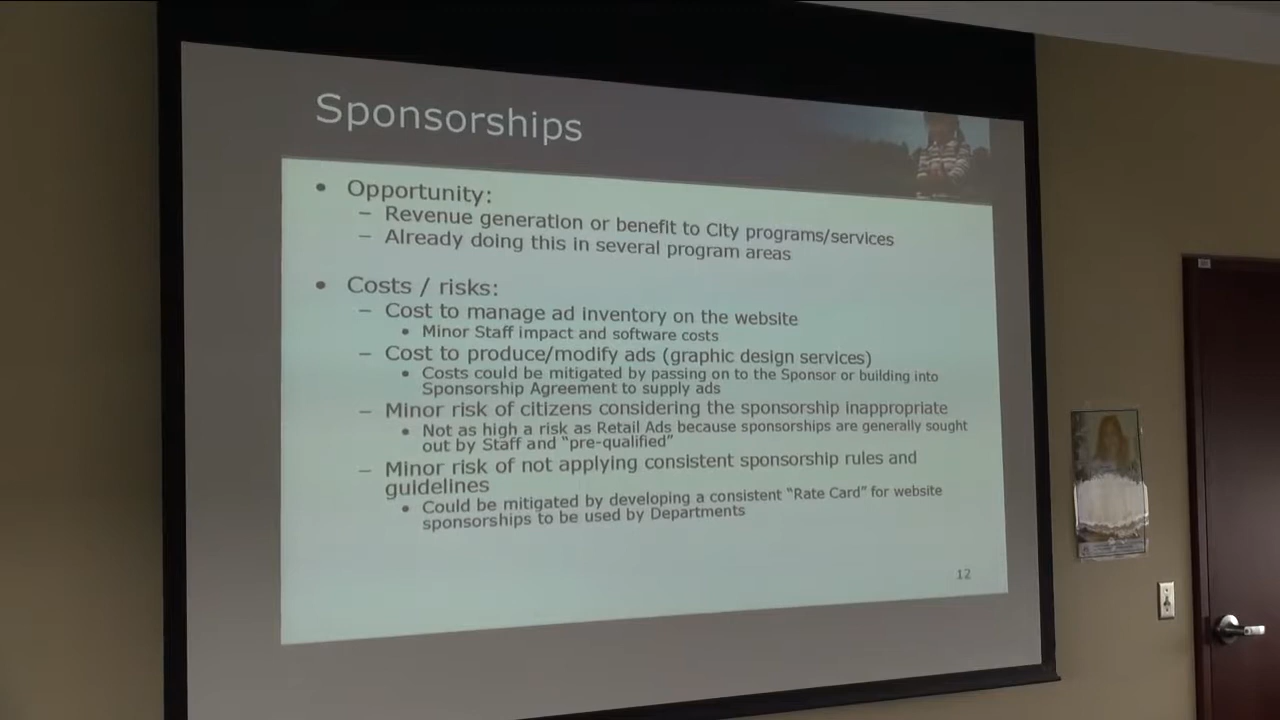 Sponsorships
• Opportunity:
– Revenue generation or benefit to City programs/services
– Already doing this in several program areas
• Costs / risks:
– Cost to manage ad inventory on the website
• Minor Staff impact and software costs
– Cost to produce/modify ads (graphic design services)
• Costs could be mitigated by passing on to the Sponsor or building into
Sponsorship Agreement to supply ads
– Minor risk of citizens considering the sponsorship inappropriate
• Not as high a risk as Retail Ads because sponsorships are generally sought
out by Staff and “pre-qualified”
– Minor risk of not applying consistent sponsorship rules and
guidelines
• Could be mitigated by developing a consistent “Rate Card” for website
sponsorships to be used by Departments
12